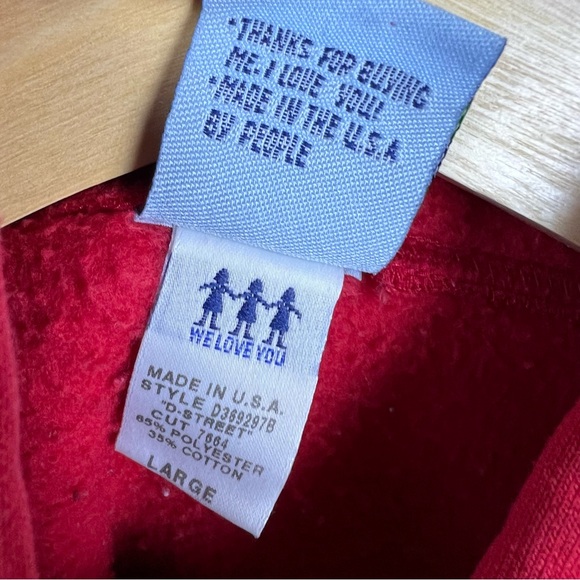 *THANKS FOR BUYING
ME. I LOVE YOU!
*MADE IN THE U.S.A
BY PEOPLE
WE LOVE YOU
MADE IN U.S.A.
STYLE D369297B
"D-STREET"
CUT 7664
65% POLYESTER
35% COTTON
LARGE